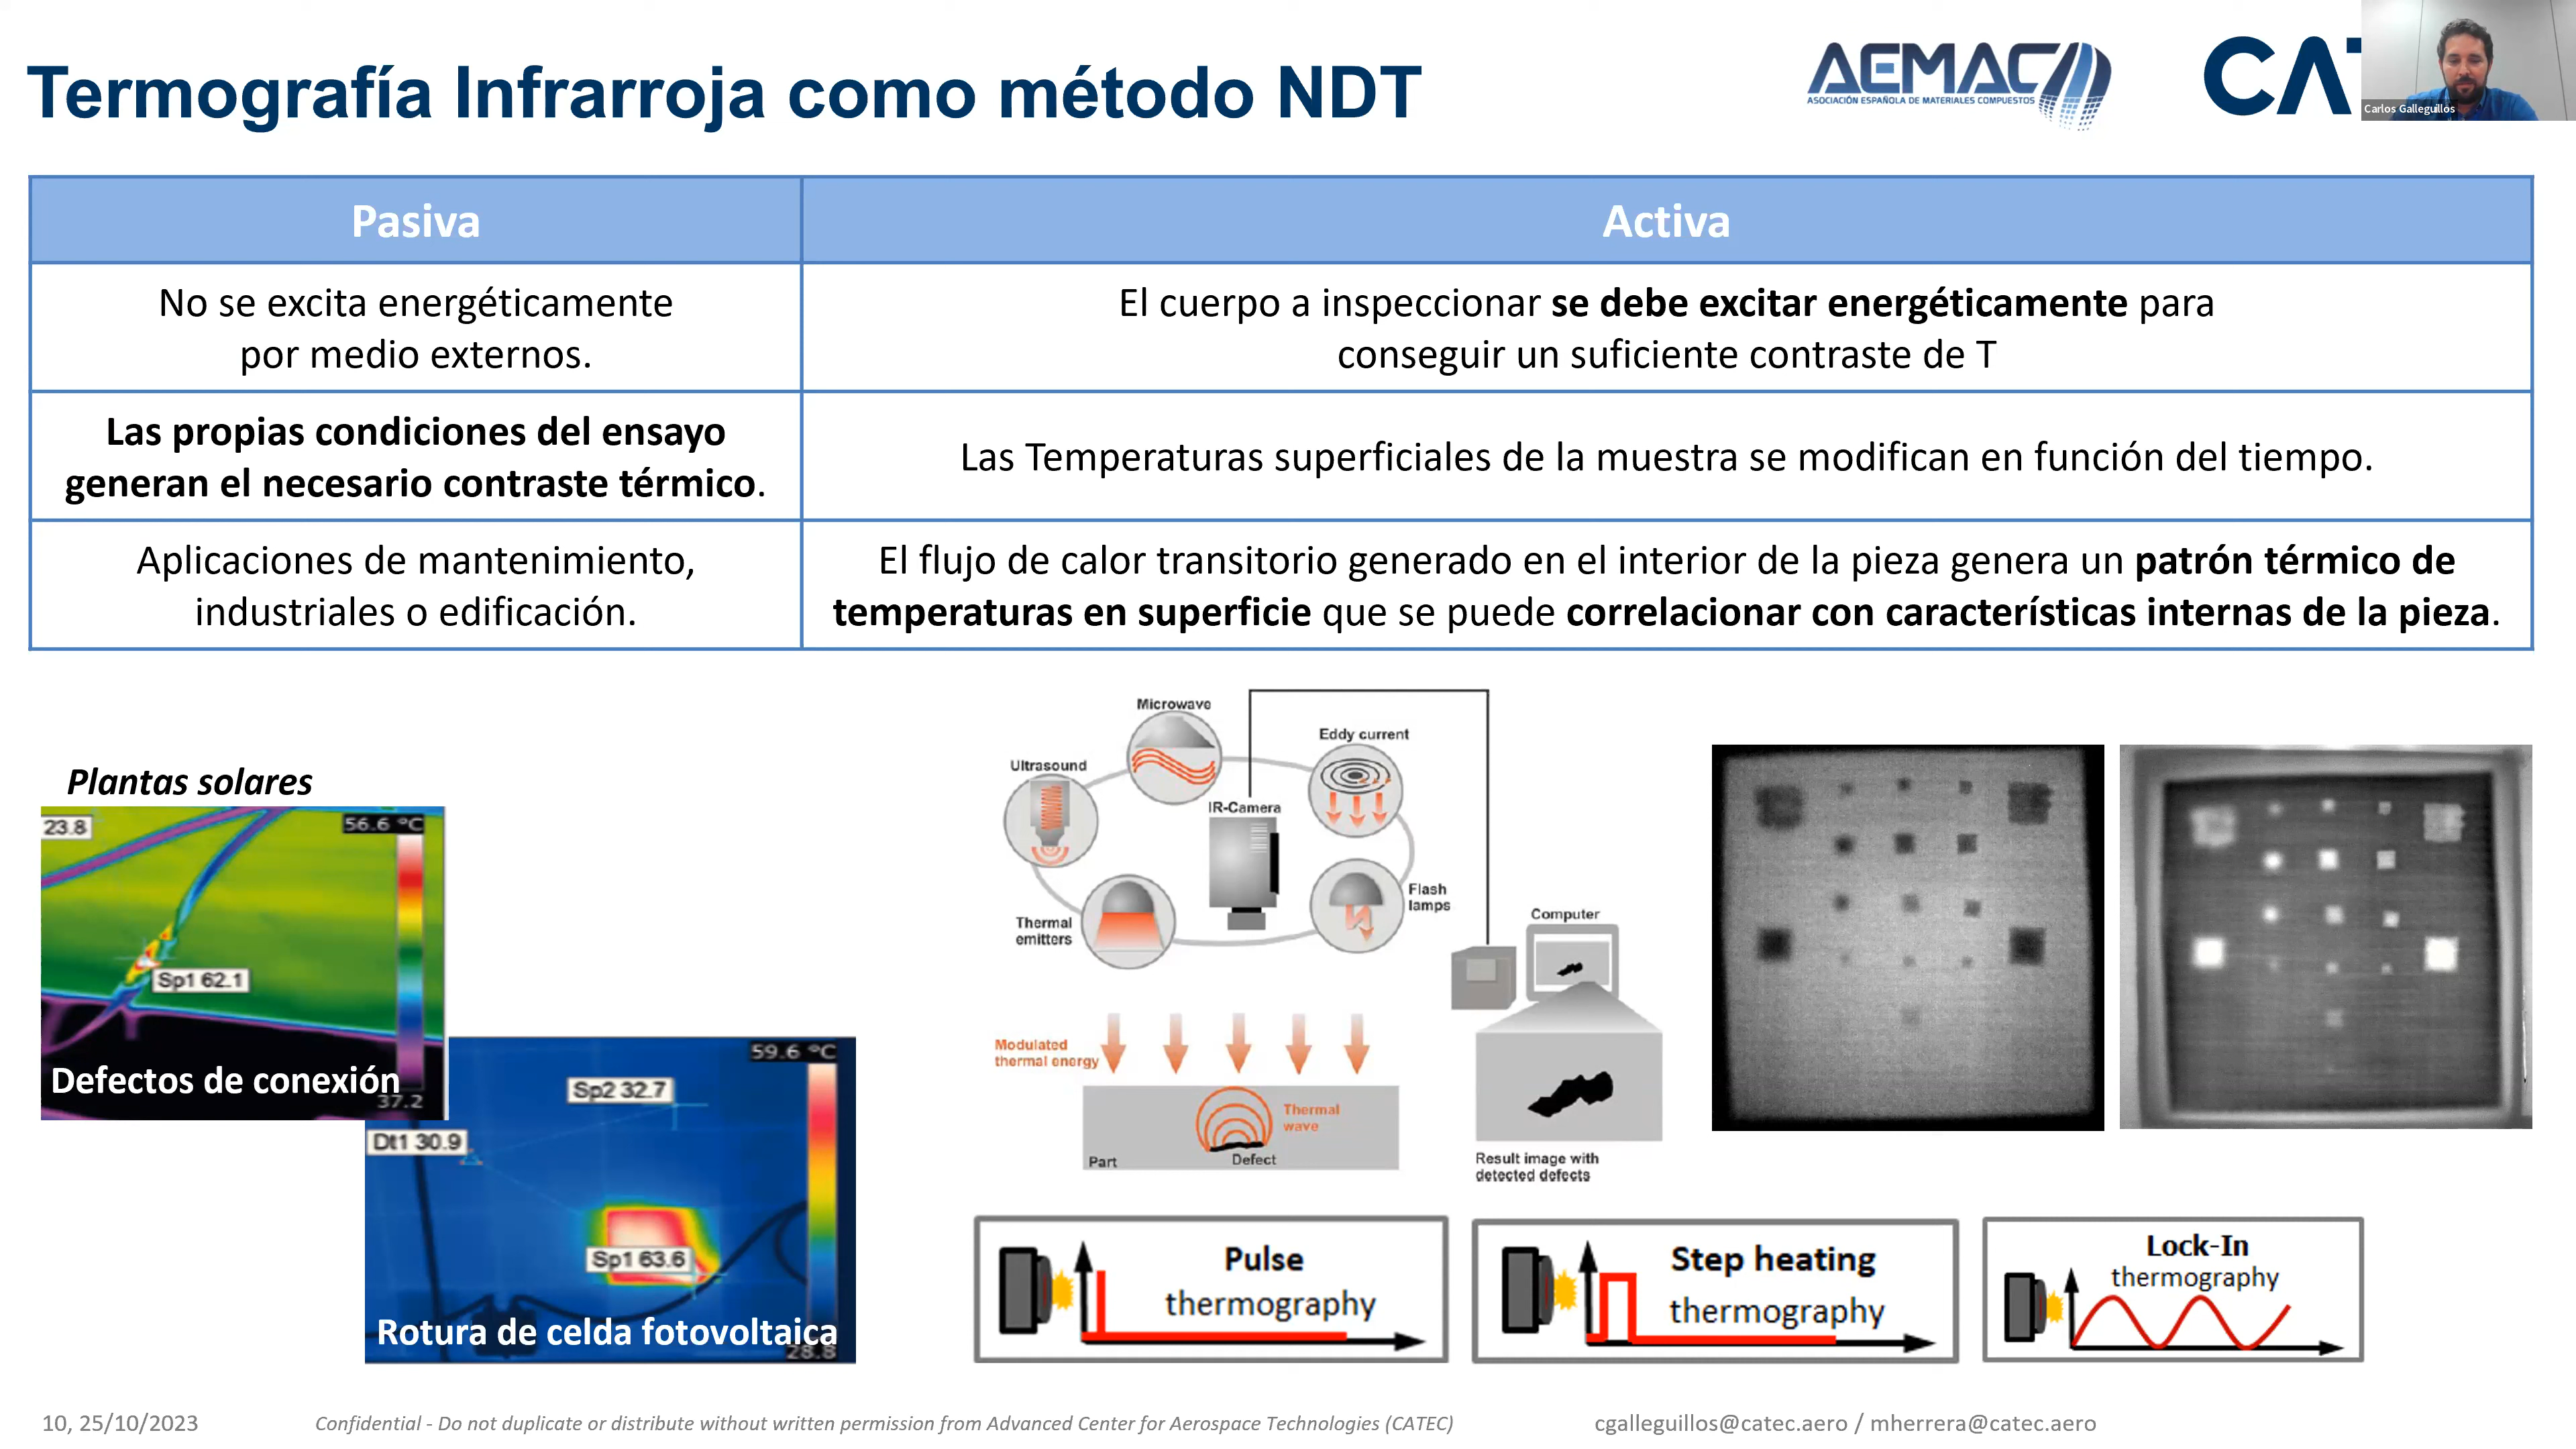 Termografía Infrarroja como método NDT
AEMAC
ASOCIACIÓN ESPAÑOLA DE MATERIALES COMPUESTOS
CAT
Carlos Galleguillos
Pasiva
Activa
No se excita energéticamente
por medio externos.
El cuerpo a inspeccionar se debe excitar energéticamente para
conseguir un suficiente contraste de T
Las propias condiciones del ensayo
generan el necesario contraste térmico.
Las Temperaturas superficiales de la muestra se modifican en función del tiempo.
Aplicaciones de mantenimiento,
industriales o edificación.
El flujo de calor transitorio generado en el interior de la pieza genera un patrón térmico de
temperaturas en superficie que se puede correlacionar con características internas de la pieza.
Plantas solares
23.8
56.6 °C
Sp1 62.1
Defectos de conexión
37.2
59.6 °C
Sp2 32.7
Dt1 30.9
Sp1 63.6
Rotura de celda fotovoltaica
28.8
Microwave
Eddy current
Ultrasound
IR-Camera
Flash
lamps
Thermal
emitters
Computer
Modulated
thermal energy
Thermal
wave
Part
Defect
Result image with
detected defects
Pulse
thermography
Step heating
thermography
Lock-In
thermography
10, 25/10/2023
Confidential - Do not duplicate or distribute without written permission from Advanced Center for Aerospace Technologies (CATEC)
cgalleguillos@catec.aero / mherrera@catec.aero